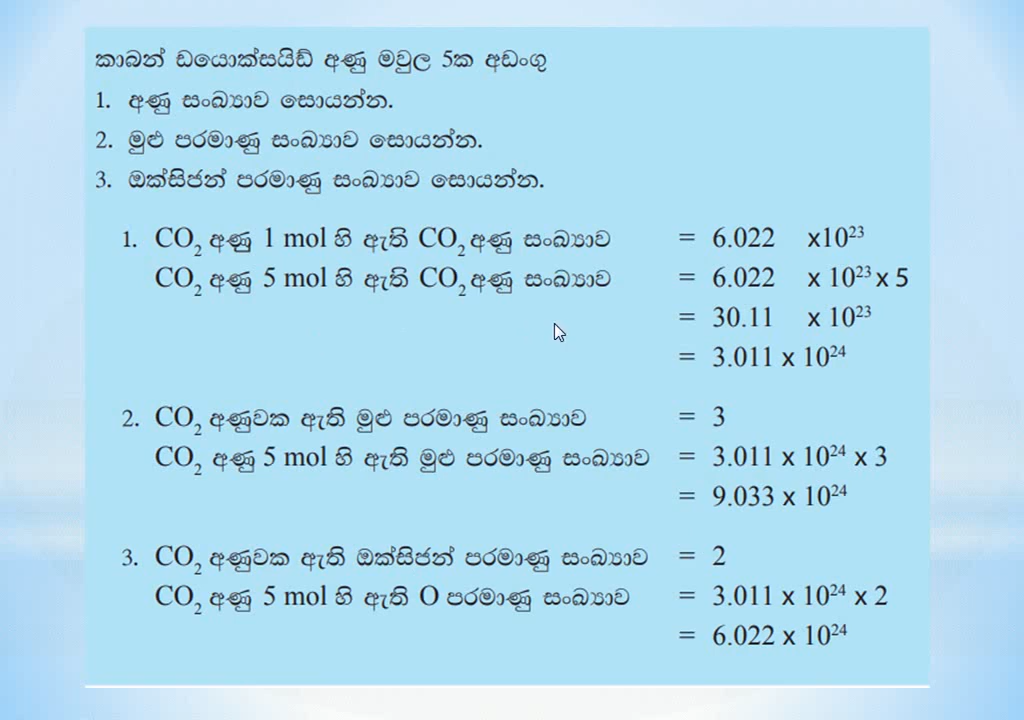 කාබන් ඩයොක්සයිඩ් අණු මවුල 5ක අඩංගු
1. අණු සංඛ්‍යාව සොයන්න.
2. මුළු පරමාණු සංඛ්‍යාව සොයන්න.
3. ඔක්සිජන් පරමාණු සංඛ්‍යාව සොයන්න.
1. CO₂ අණු 1 mol හි ඇති CO₂ අණු සංඛ්‍යාව = 6.022 x10²³
CO₂ අණු 5 mol හි ඇති CO₂ අණු සංඛ්‍යාව = 6.022 x 10²³ x 5
= 30.11 x 10²³
= 3.011 x 10²⁴
2. CO₂ අණුවක ඇති මුළු පරමාණු සංඛ්‍යාව = 3
CO₂ අණු 5 mol හි ඇති මුළු පරමාණු සංඛ්‍යාව = 3.011 x 10²⁴ x 3
= 9.033 x 10²⁴
3. CO₂ අණුවක ඇති ඔක්සිජන් පරමාණු සංඛ්‍යාව = 2
CO₂ අණු 5 mol හි ඇති O පරමාණු සංඛ්‍යාව = 3.011 x 10²⁴ x 2
= 6.022 x 10²⁴